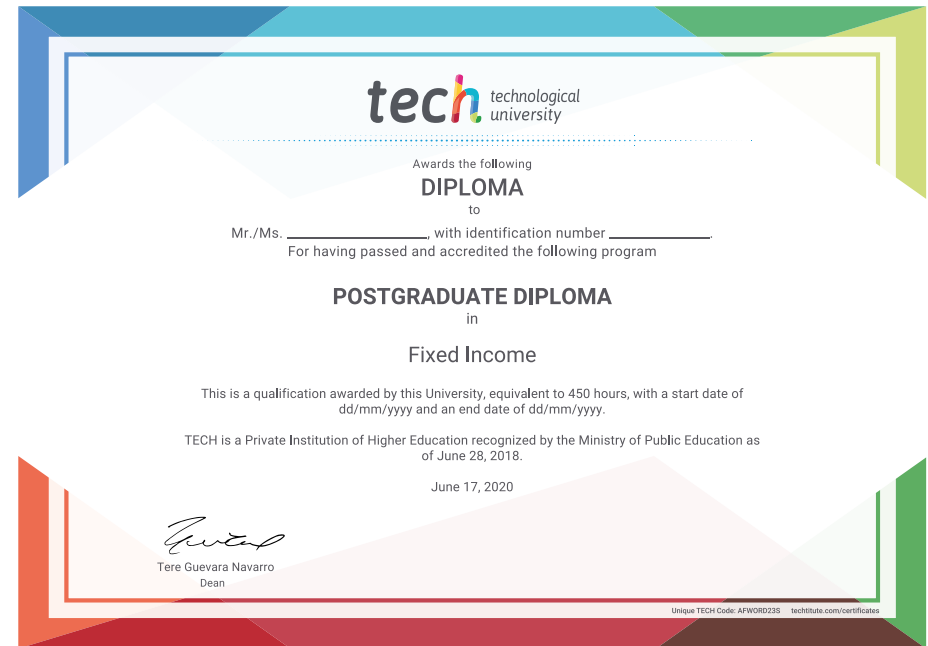 tech technological
university
Awards the following
DIPLOMA
to
Mr./Ms. ____________________, with identification number ______________.
For having passed and accredited the following program
POSTGRADUATE DIPLOMA
in
Fixed Income
This is a qualification awarded by this University, equivalent to 450 hours, with a start date of
dd/mm/yyyy and an end date of dd/mm/yyyy.
TECH is a Private Institution of Higher Education recognized by the Ministry of Public Education as
of June 28, 2018.
June 17, 2020
Tere Guevara Navarro
Dean
Unique TECH Code: AFWORD23S techtitute.com/certificates